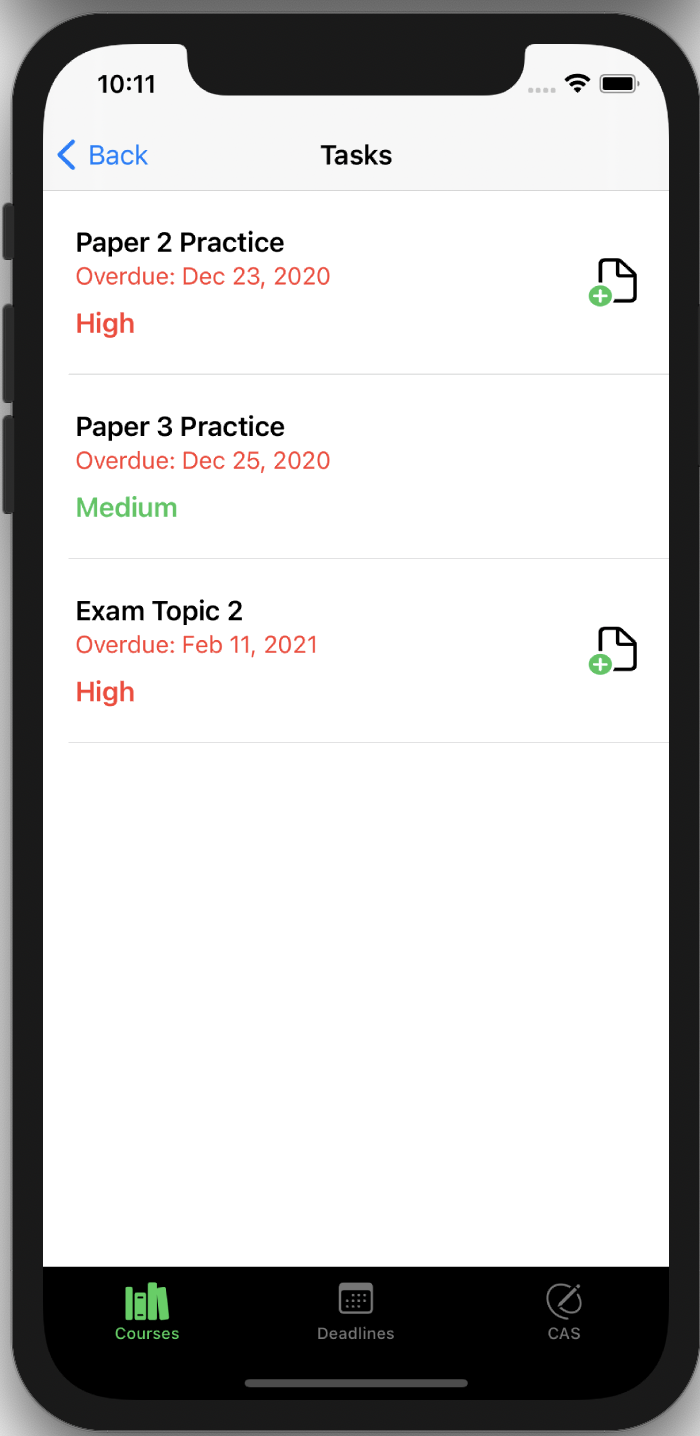 10:11
Back
Tasks
Paper 2 Practice
Overdue: Dec 23, 2020
High
Paper 3 Practice
Overdue: Dec 25, 2020
Medium
Exam Topic 2
Overdue: Feb 11, 2021
High
Courses
Deadlines
CAS